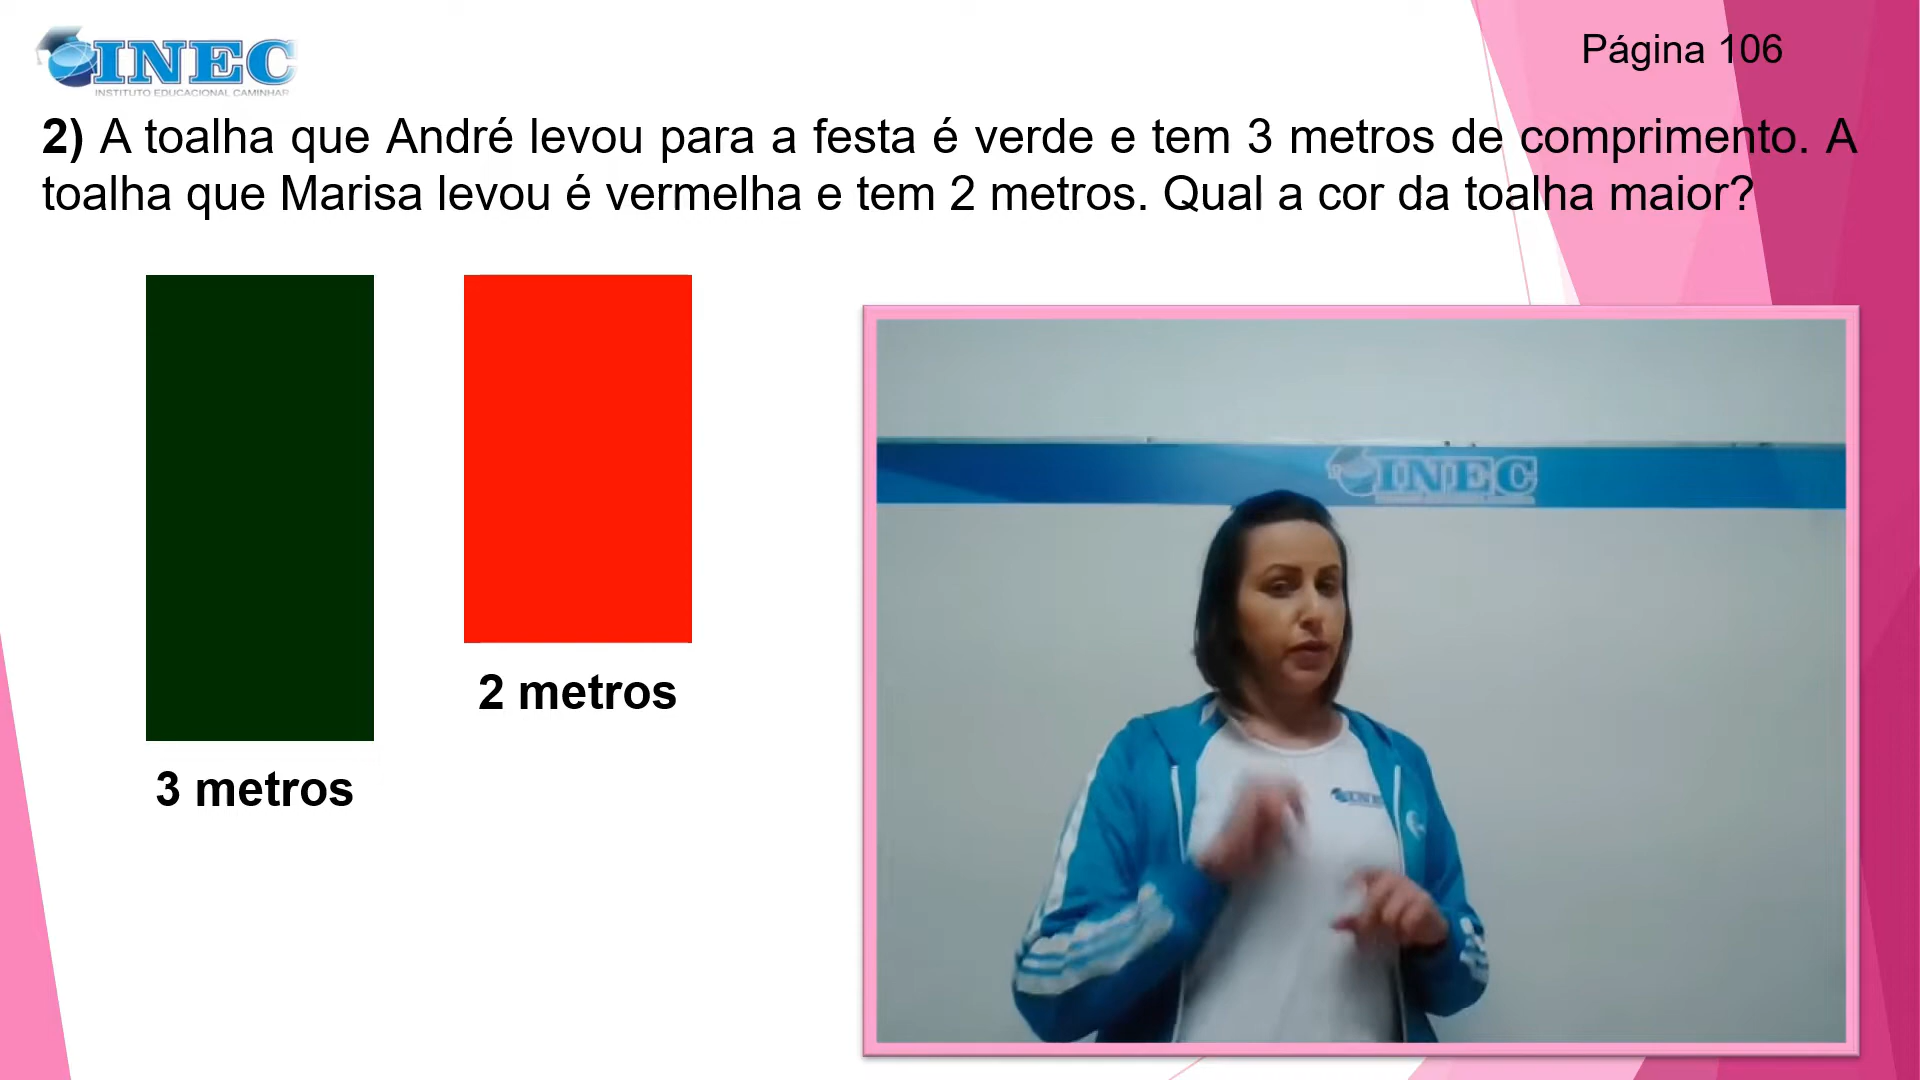 INEC
INSTITUTO EDUCACIONAL CAMINHAR
Página 106
2) A toalha que André levou para a festa é verde e tem 3 metros de comprimento. A
toalha que Marisa levou é vermelha e tem 2 metros. Qual a cor da toalha maior?
2 metros
3 metros
INEC
INEC